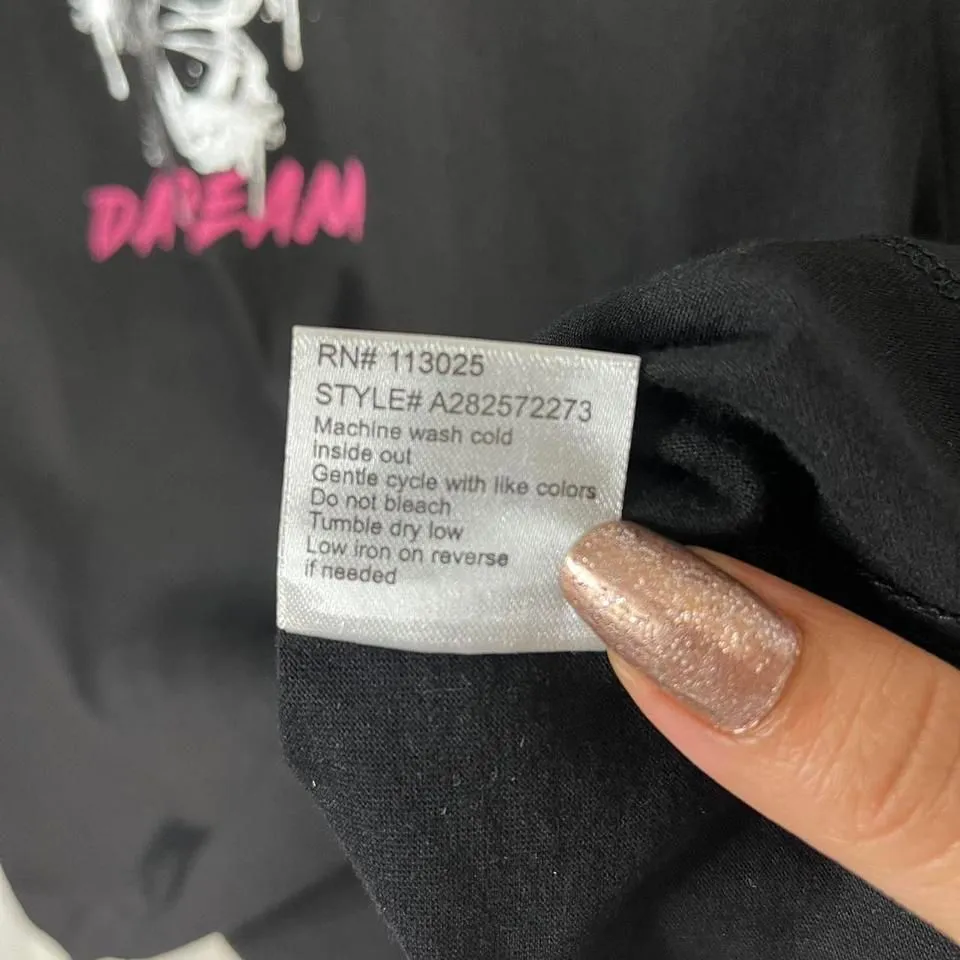 DREAM
RN# 113025
STYLE# A282572273
Machine wash cold
Inside out
Gentle cycle with like colors
Do not bleach
Tumble dry low
Low iron on reverse
if needed